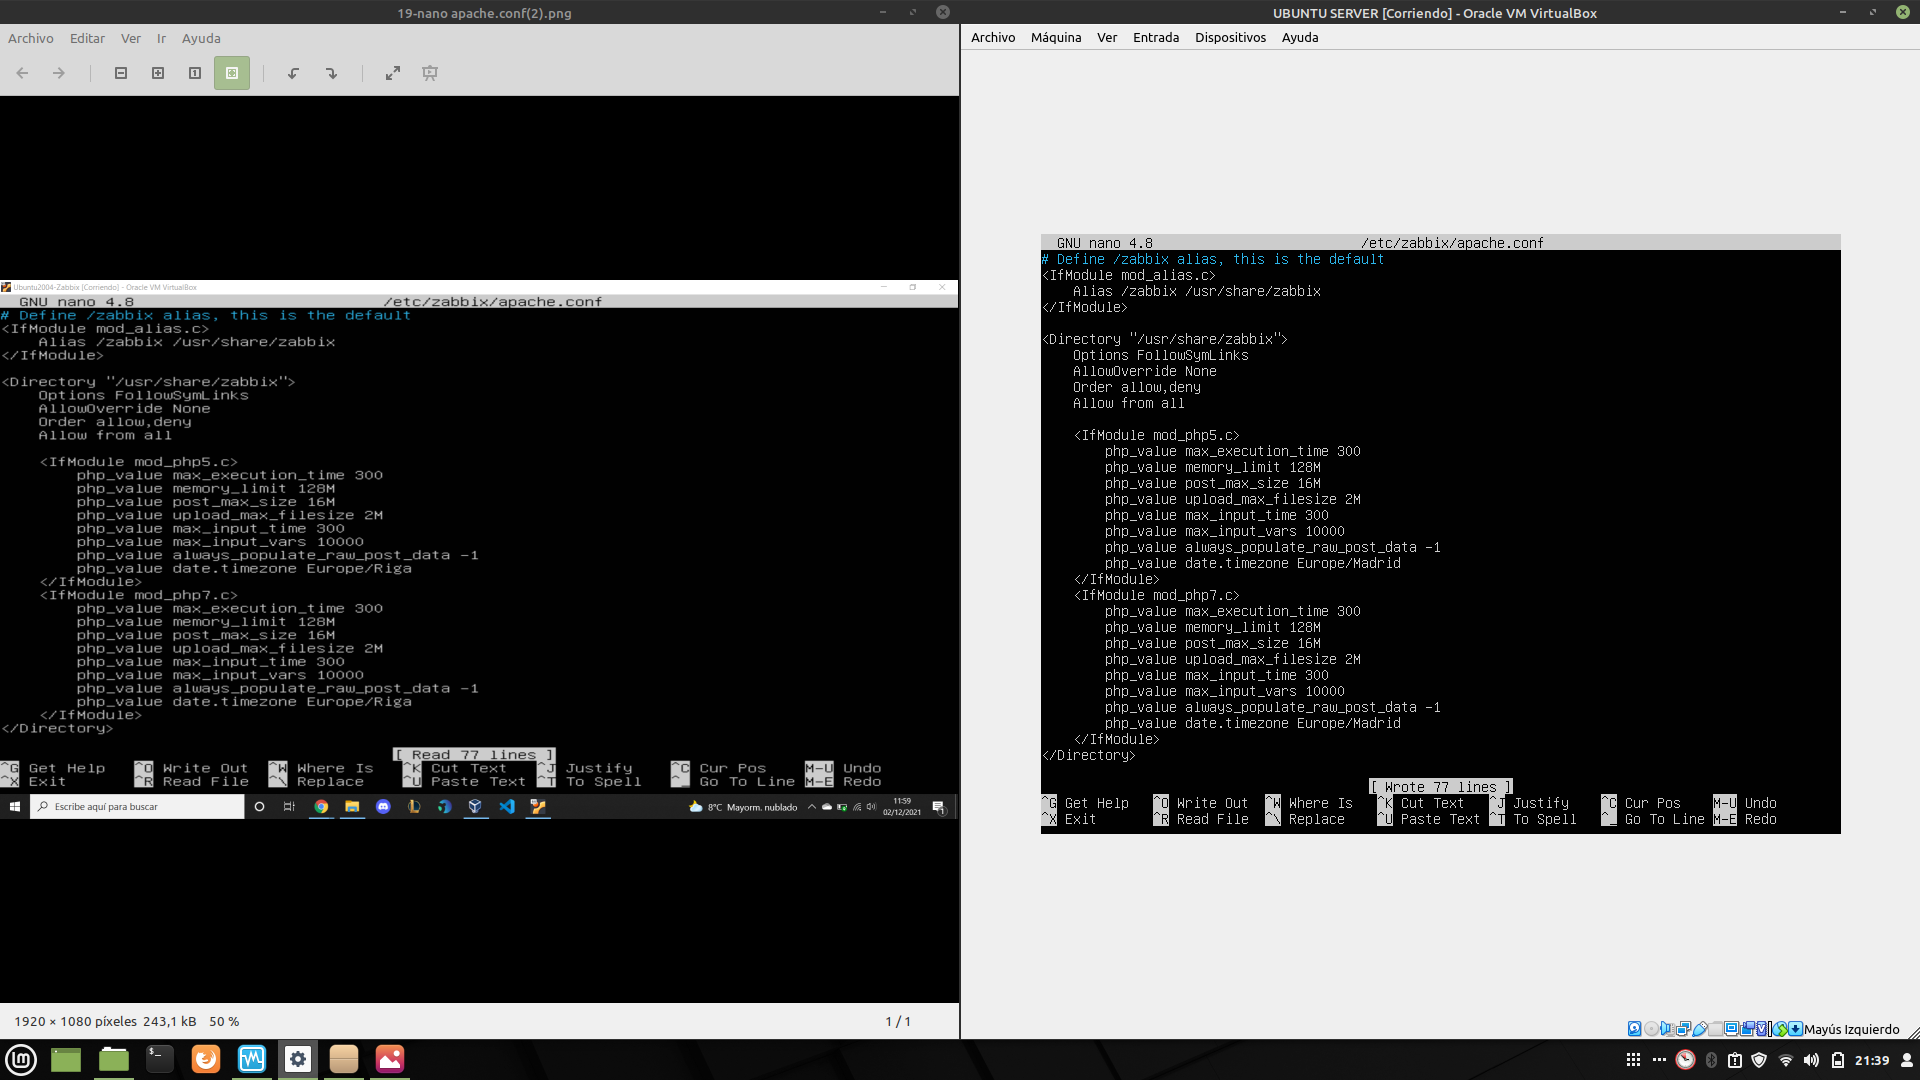 19-nano apache.conf(2).png
Archivo Editar Ver Ir Ayuda
Ubuntu2004-Zabbix [Corriendo] - Oracle VM VirtualBox
GNU nano 4.8 /etc/zabbix/apache.conf
# Define /zabbix alias, this is the default
<IfModule mod_alias.c>
    Alias /zabbix /usr/share/zabbix
</IfModule>
<Directory "/usr/share/zabbix">
    Options FollowSymLinks
    AllowOverride None
    Order allow,deny
    Allow from all
    <IfModule mod_php5.c>
        php_value max_execution_time 300
        php_value memory_limit 128M
        php_value post_max_size 16M
        php_value upload_max_filesize 2M
        php_value max_input_time 300
        php_value max_input_vars 10000
        php_value always_populate_raw_post_data -1
        php_value date.timezone Europe/Riga
    </IfModule>
    <IfModule mod_php7.c>
        php_value max_execution_time 300
        php_value memory_limit 128M
        php_value post_max_size 16M
        php_value upload_max_filesize 2M
        php_value max_input_time 300
        php_value max_input_vars 10000
        php_value always_populate_raw_post_data -1
        php_value date.timezone Europe/Riga
    </IfModule>
</Directory>
[ Read 77 lines ]
^G Get Help ^O Write Out ^W Where Is ^K Cut Text ^J Justify ^C Cur Pos M-U Undo
^X Exit ^R Read File ^\ Replace ^U Paste Text ^T To Spell ^_ Go To Line M-E Redo
Escribe aquí para buscar 8°C Mayorm. nublado 11:59
02/12/2021 1
1920 × 1080 píxeles 243,1 kB 50 % 1 / 1
UBUNTU SERVER [Corriendo] - Oracle VM VirtualBox
Archivo Máquina Ver Entrada Dispositivos Ayuda
GNU nano 4.8 /etc/zabbix/apache.conf
# Define /zabbix alias, this is the default
<IfModule mod_alias.c>
    Alias /zabbix /usr/share/zabbix
</IfModule>
<Directory "/usr/share/zabbix">
    Options FollowSymLinks
    AllowOverride None
    Order allow,deny
    Allow from all
    <IfModule mod_php5.c>
        php_value max_execution_time 300
        php_value memory_limit 128M
        php_value post_max_size 16M
        php_value upload_max_filesize 2M
        php_value max_input_time 300
        php_value max_input_vars 10000
        php_value always_populate_raw_post_data -1
        php_value date.timezone Europe/Madrid
    </IfModule>
    <IfModule mod_php7.c>
        php_value max_execution_time 300
        php_value memory_limit 128M
        php_value post_max_size 16M
        php_value upload_max_filesize 2M
        php_value max_input_time 300
        php_value max_input_vars 10000
        php_value always_populate_raw_post_data -1
        php_value date.timezone Europe/Madrid
    </IfModule>
</Directory>
[ Wrote 77 lines ]
^G Get Help ^O Write Out ^W Where Is ^K Cut Text ^J Justify ^C Cur Pos M-U Undo
^X Exit ^R Read File ^\ Replace ^U Paste Text ^T To Spell ^_ Go To Line M-E Redo
Mayús Izquierdo
21:39